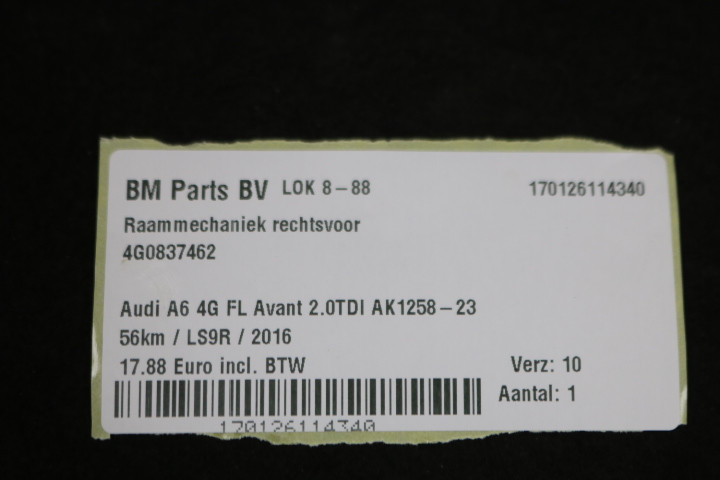 BM Parts BV LOK 8-88 170126114340
Raammechaniek rechtsvoor
4G0837462
Audi A6 4G FL Avant 2.0TDI AK1258-23
56km / LS9R / 2016
17.88 Euro incl. BTW Verz: 10
Aantal: 1
170126114340